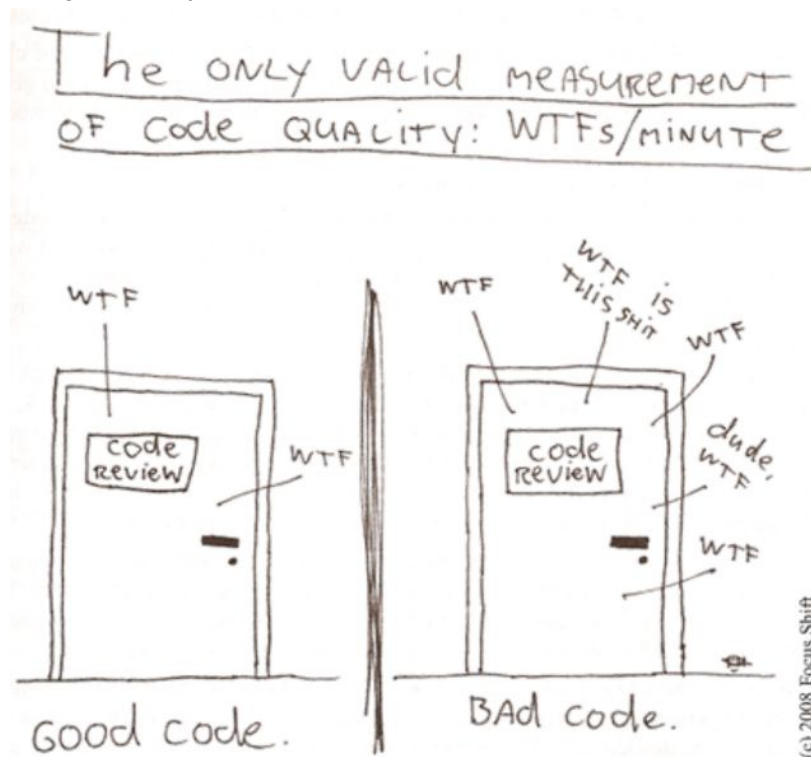 The ONLY VALid MEASUREMENT
OF Code QUALITY: WTFs/MINUTE
WTF
code
REViEW
WTF
GOOd Code.
WTF
WTF iS
THiS SHiT
WTF
code
REViEW
dude,
WTF
WTF
BAd Code.
(c) 2008 Focus Shift